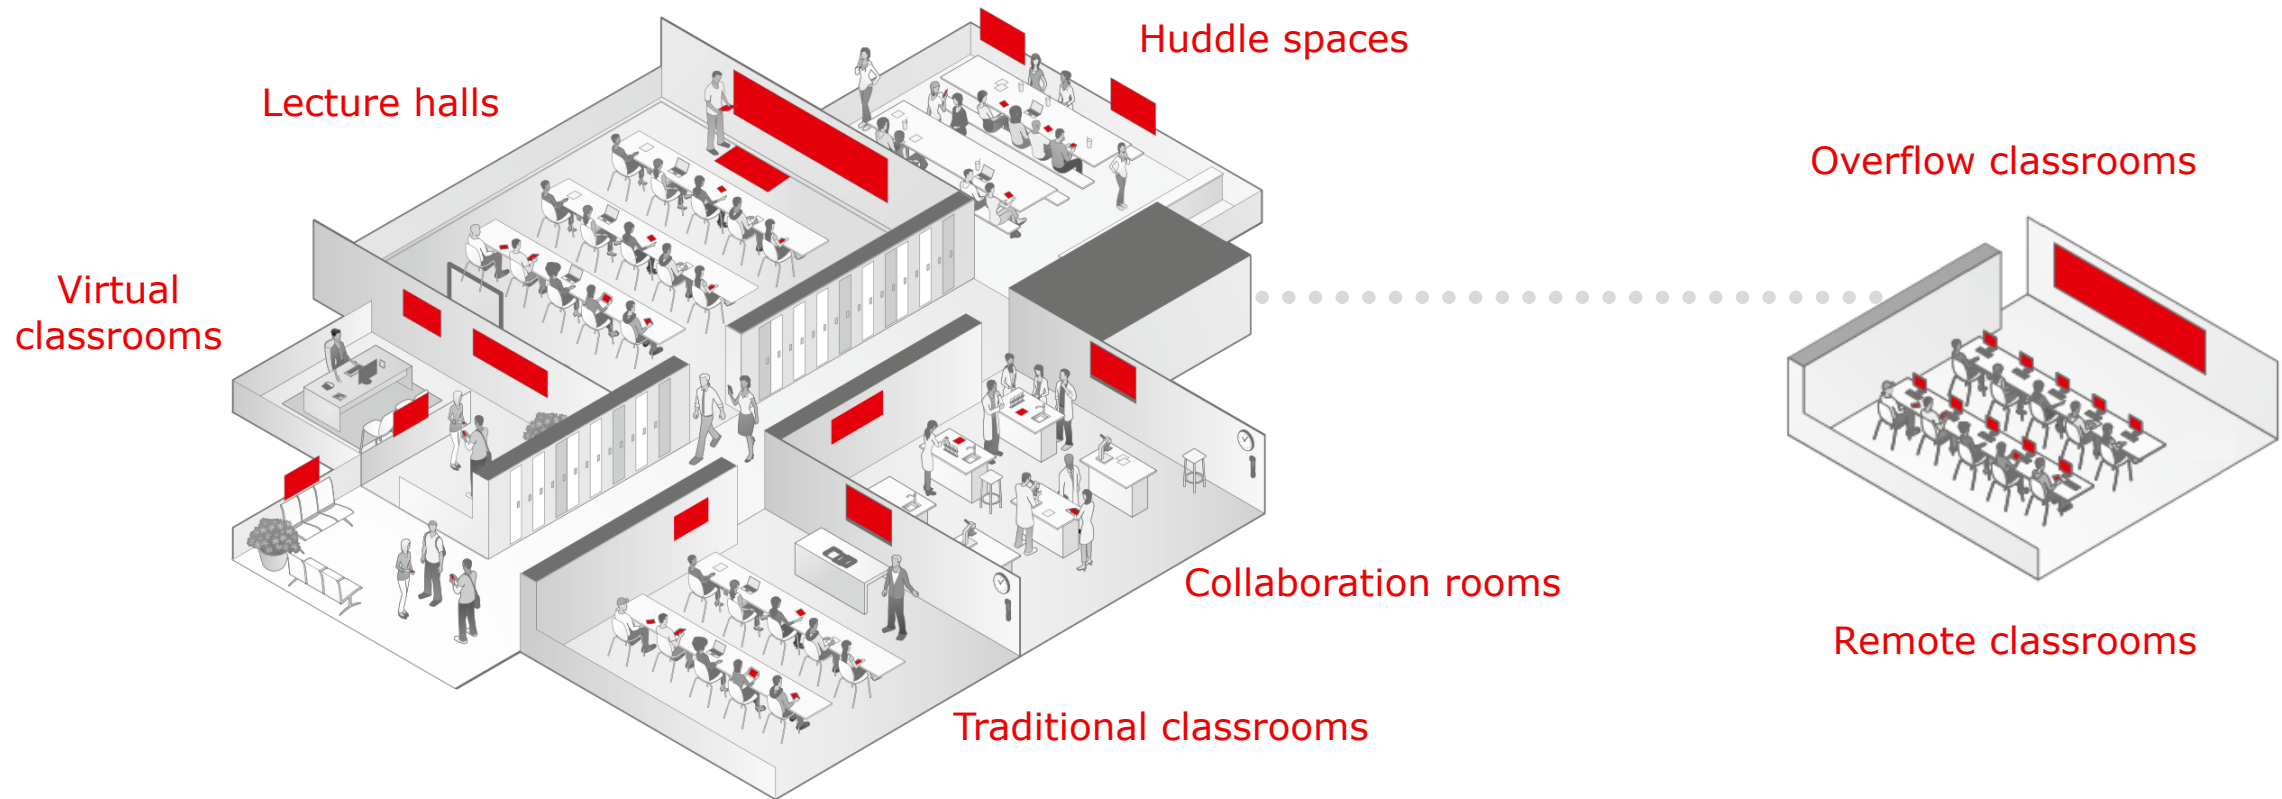 Huddle spaces
Lecture halls
Overflow classrooms
Virtual
classrooms
Collaboration rooms
Remote classrooms
Traditional classrooms